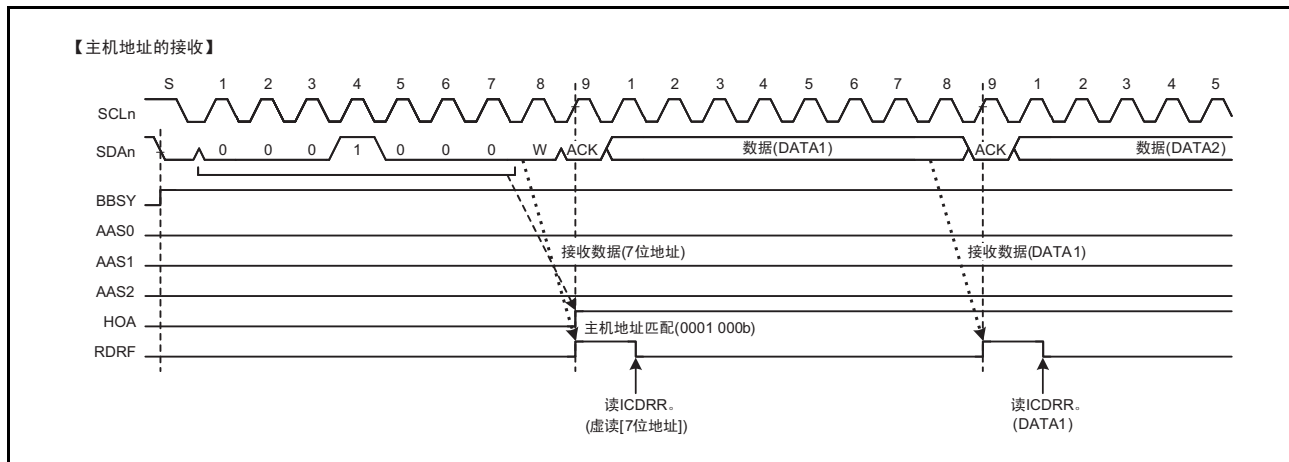 【主机地址的接收】
S 1 2 3 4 5 6 7 8 9 1 2 3 4 5 6 7 8 9 1 2 3 4 5
SCLn
SDAn 0 0 0 1 0 0 0 W ACK 数据(DATA1) ACK 数据(DATA2)
BBSY
AAS0
接收数据(7位地址) 接收数据(DATA1)
AAS1
AAS2
HOA
主机地址匹配(0001 000b)
RDRF
读ICDRR。 读ICDRR。
(虚读[7位地址]) (DATA1)